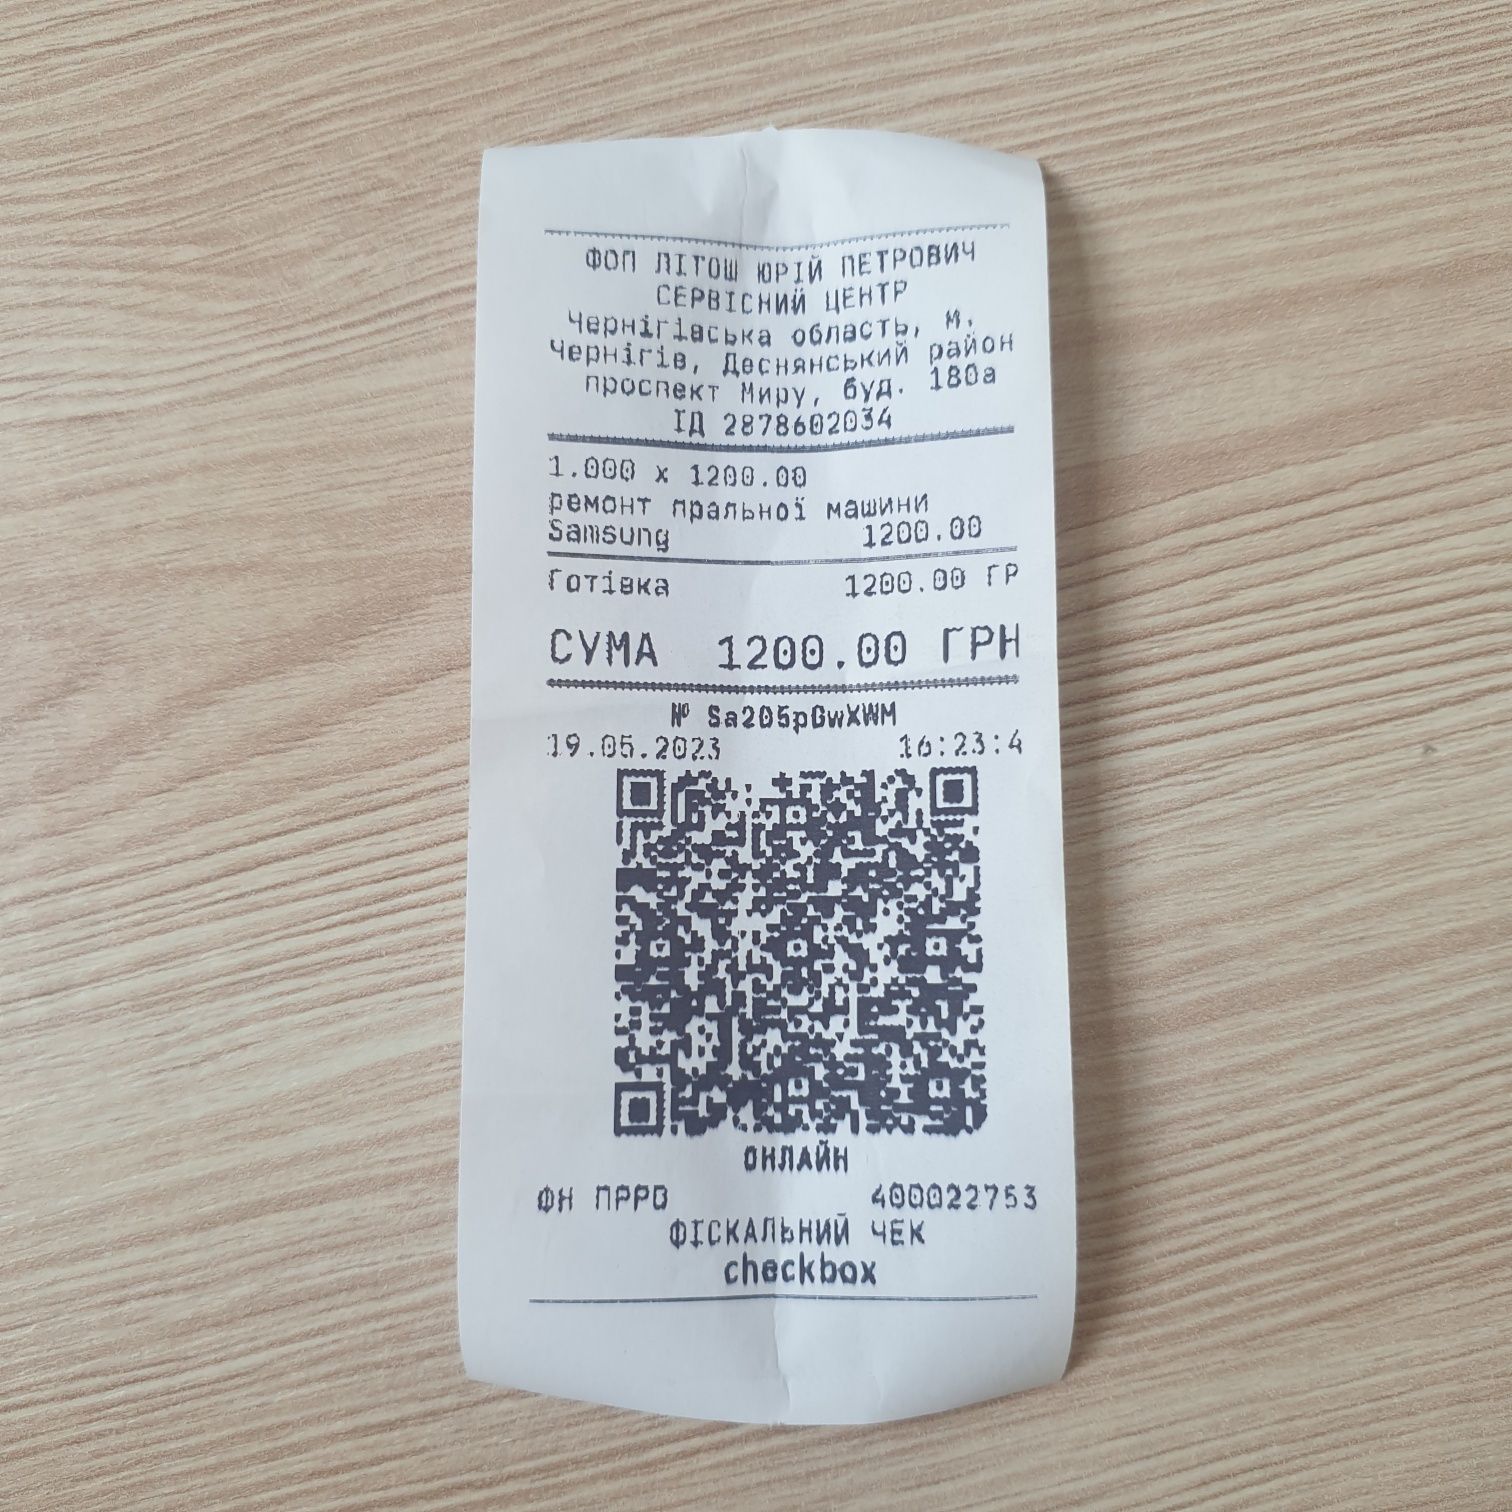 ФОП ЛІТОШ ЮРІЙ ПЕТРОВИЧ
СЕРВІСНИЙ ЦЕНТР
Чернігівська область, м.
Чернігів, Деснянський район
проспект Миру, буд. 180а
ІД 2878602034
1.000 x 1200.00
ремонт пральної машини
Samsung 1200.00
Готівка 1200.00 ГР
СУМА 1200.00 ГРН
№
19.05.2023 16:23:4
ОНЛАЙН
ФН ПРРО 400022753
ФІСКАЛЬНИЙ ЧЕК
checkbox